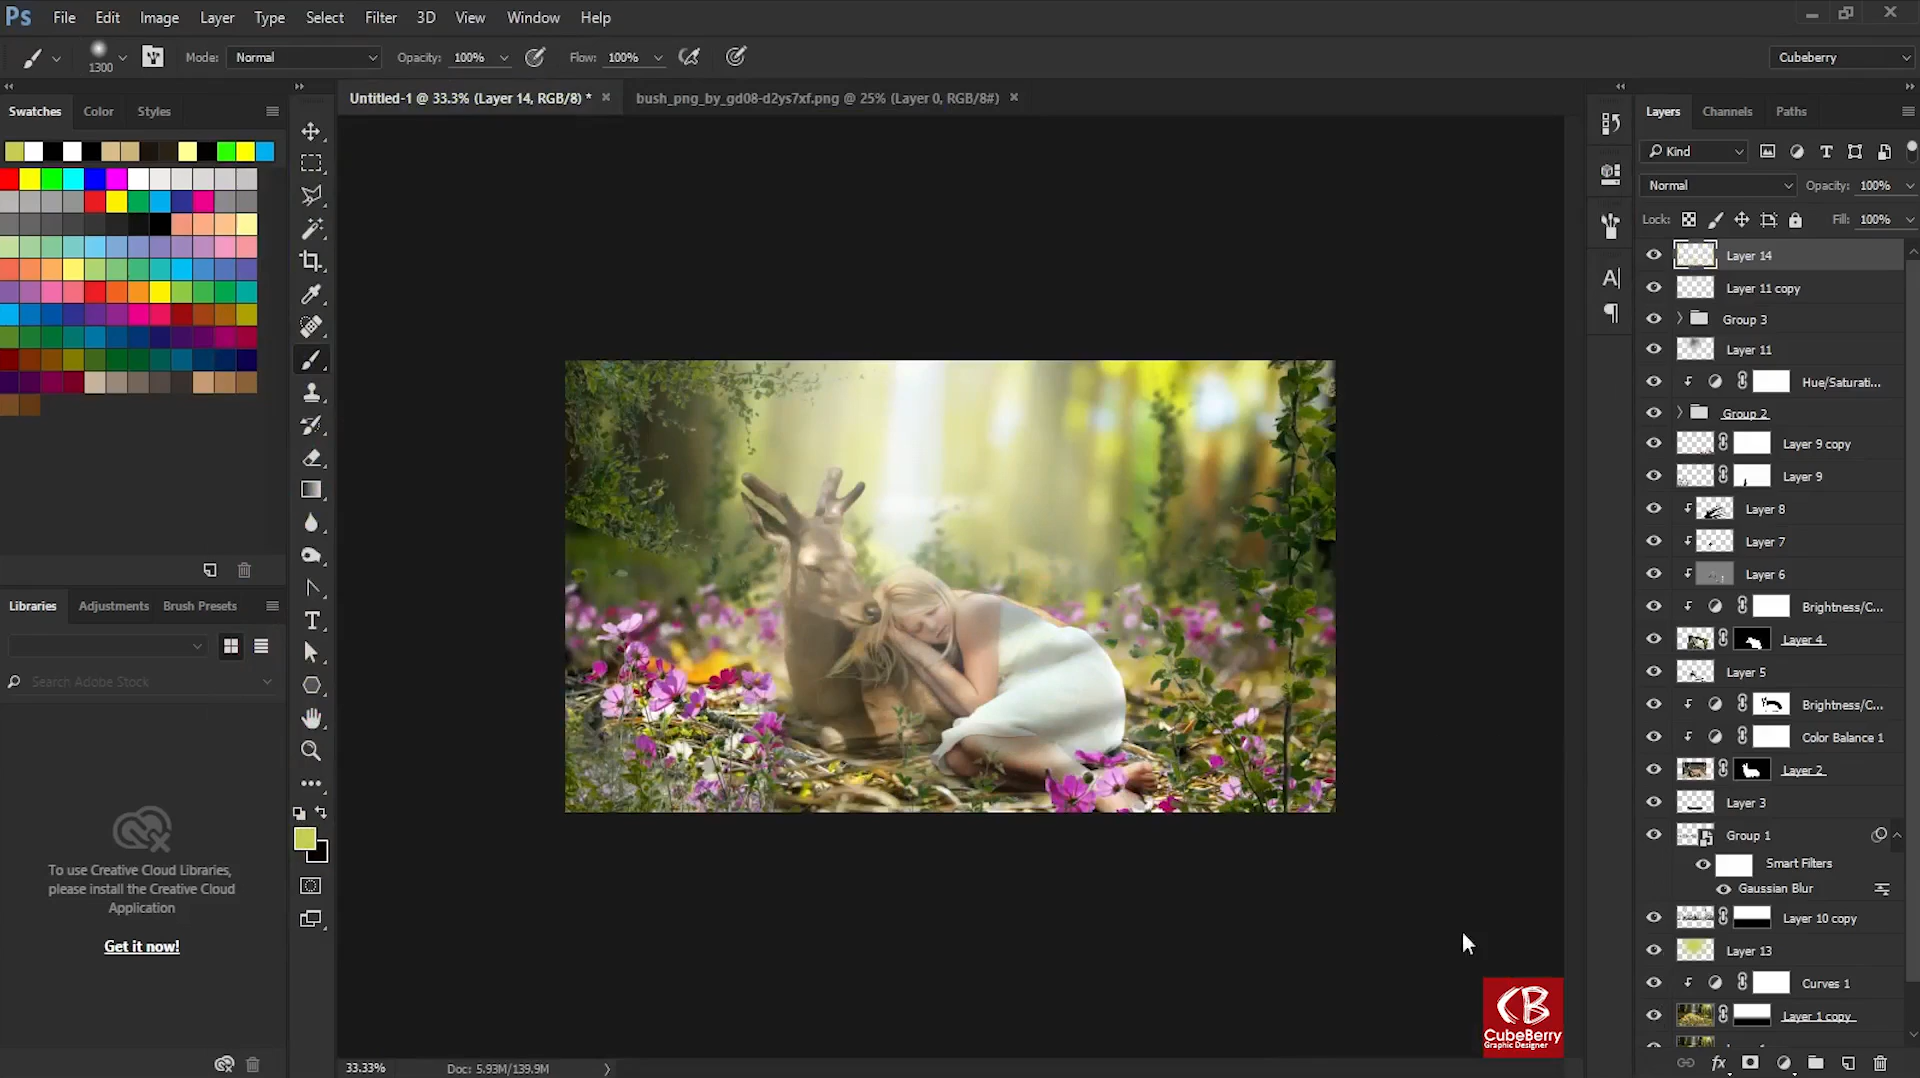 Ps File Edit Image Layer Type Select Filter 3D View Window Help
1300 Mode: Normal Opacity: 100% Flow: 100% Cubeberry
Untitled-1 @ 33.3% (Layer 14, RGB/8) * × bush_png_by_gd08-d2ys7xf.png @ 25% (Layer 0, RGB/8#) ×
Swatches Color Styles
Libraries Adjustments Brush Presets
Search Adobe Stock
To use Creative Cloud Libraries,
please install the Creative Cloud
Application
Get it now!
33.33% Doc: 5.93M/139.9M
CB
CubeBerry
Graphic Designer
Layers Channels Paths
Kind
Normal Opacity: 100%
Lock: Fill: 100%
Layer 14
Layer 11 copy
Group 3
Layer 11
Hue/Saturati...
Group 2
Layer 9 copy
Layer 9
Layer 8
Layer 7
Layer 6
Brightness/C...
Layer 4
Layer 5
Brightness/C...
Color Balance 1
Layer 2
Layer 3
Group 1
Smart Filters
Gaussian Blur
Layer 10 copy
Layer 13
Curves 1
Layer 1 copy
fx